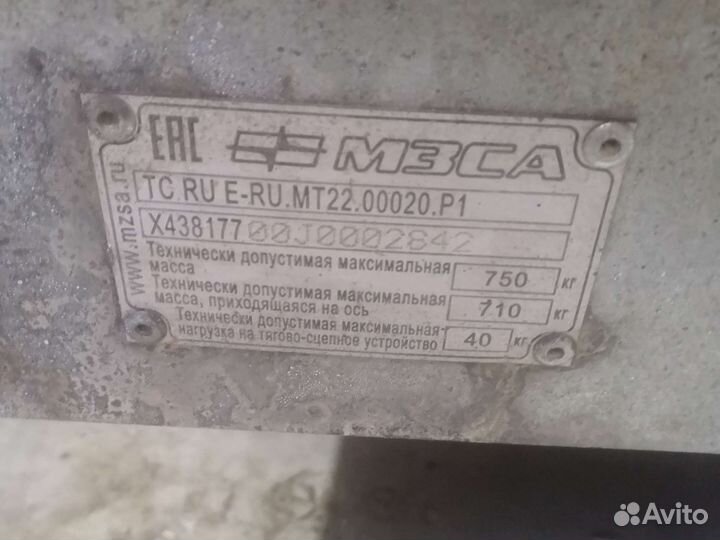 EAC МЗСА
www.mzsa.ru
ТС RU E-RU.MT22.00020.P1
X43817700J0002842
Технически допустимая максимальная масса 750 кг
Технически допустимая максимальная масса, приходящаяся на ось 710 кг
Технически допустимая максимальная нагрузка на тягово-сцепное устройство 40 кг
Avito